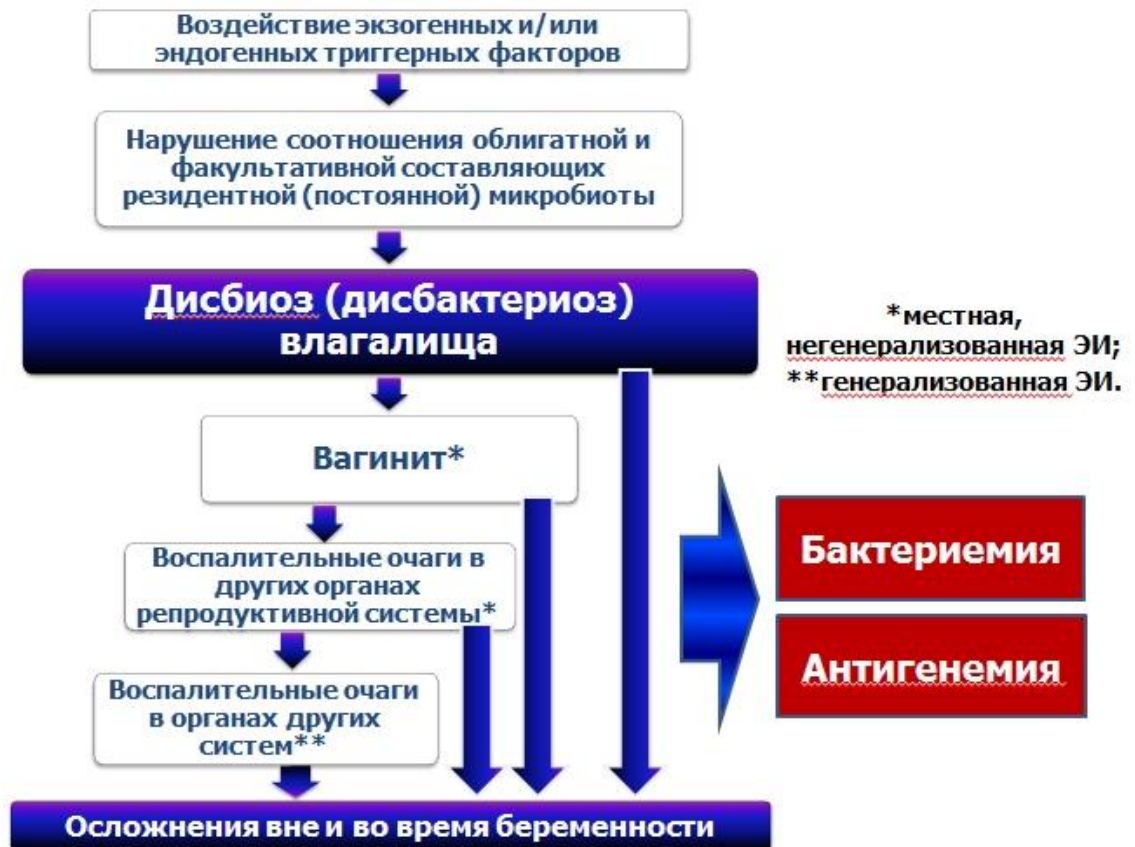 Воздействие экзогенных и/или
эндогенных триггерных факторов
Нарушение соотношения облигатной и
факультативной составляющих
резидентной (постоянной) микробиоты
Дисбиоз (дисбактериоз)
влагалища
*местная,
негенерализованная ЭИ;
**генерализованная ЭИ.
Вагинит*
Воспалительные очаги в
других органах
репродуктивной системы*
Воспалительные очаги
в органах других
систем**
Бактериемия
Антигенемия
Осложнения вне и во время беременности